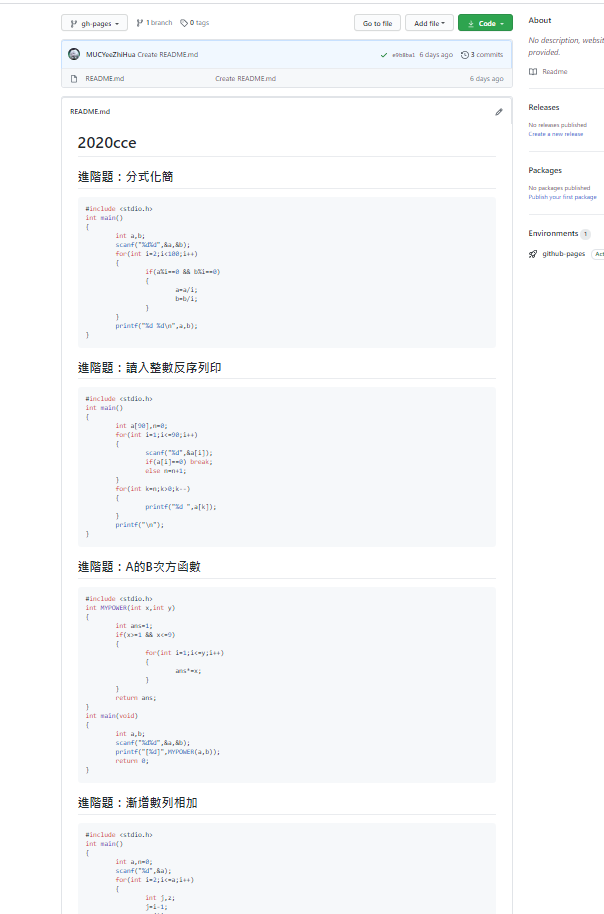 gh-pages
1 branch
0 tags
Go to file
Add file
Code
MUCYeeZhiHua Create README.md
6 days ago
3 commits
README.md
Create README.md
6 days ago
README.md
2020cce
進階題：分式化簡
#include <stdio.h>
int main()
{
int a,b;
scanf("%d%d",&a,&b);
for(int i=2;i<100;i++)
{
if(a%i==0 && b%i==0)
{
a=a/i;
b=b/i;
}
}
printf("%d %d\n",a,b);
}
進階題：讀入整數反序列印
#include <stdio.h>
int main()
{
int a[90],n=0;
for(int i=1;i<=90;i++)
{
scanf("%d",&a[i]);
if(a[i]==0) break;
else n=n+1;
}
for(int k=n;k>0;k--)
{
printf("%d ",a[k]);
}
printf("\n");
}
進階題：A的B次方函數
#include <stdio.h>
int MYPOWER(int x,int y)
{
int ans=1;
if(x>=1 && x<=9)
{
for(int i=1;i<=y;i++)
{
ans*=x;
}
}
return ans;
}
int main(void)
{
int a,b;
scanf("%d%d",&a,&b);
printf("[%d]",MYPOWER(a,b));
return 0;
}
進階題：漸增數列相加
#include <stdio.h>
int main()
{
int a,n=0;
scanf("%d",&a);
for(int i=2;i<=a;i++)
{
int j,z;
j=i-1;
About
No description, websit
provided.
Readme
Releases
No releases published
Create a new release
Packages
No packages published
Publish your first package
Environments 1
github-pages
Act